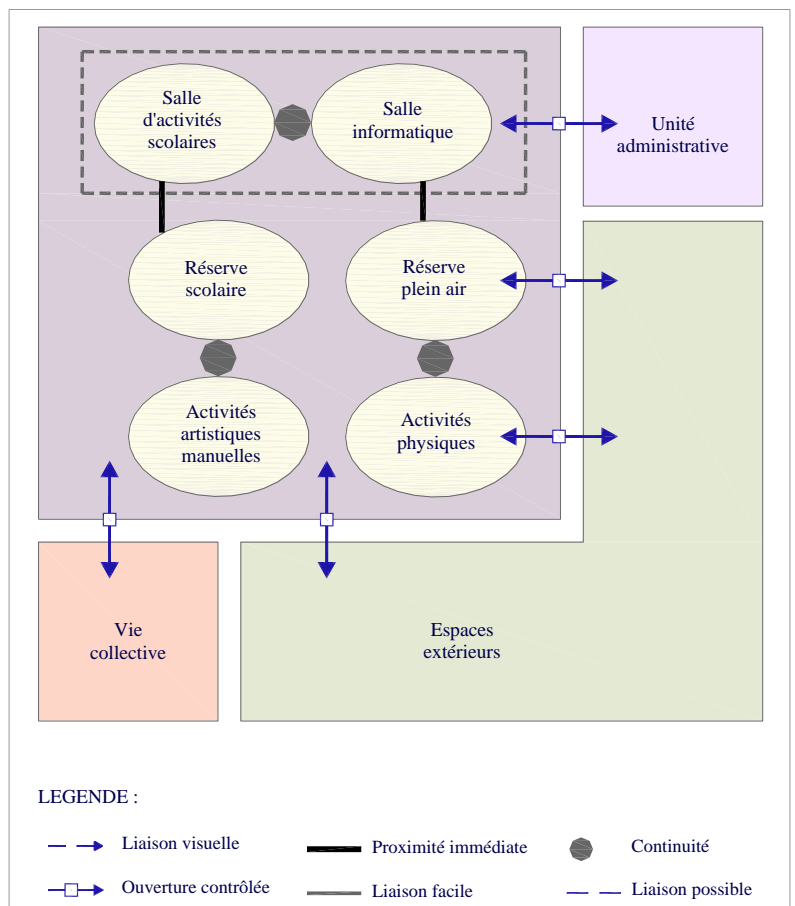 Salle
d'activités
scolaires
Salle
informatique
Unité
administrative
Réserve
scolaire
Réserve
plein air
Activités
artistiques
manuelles
Activités
physiques
Vie
collective
Espaces
extérieurs
LEGENDE :
Liaison visuelle
Proximité immédiate
Continuité
Ouverture contrôlée
Liaison facile
Liaison possible